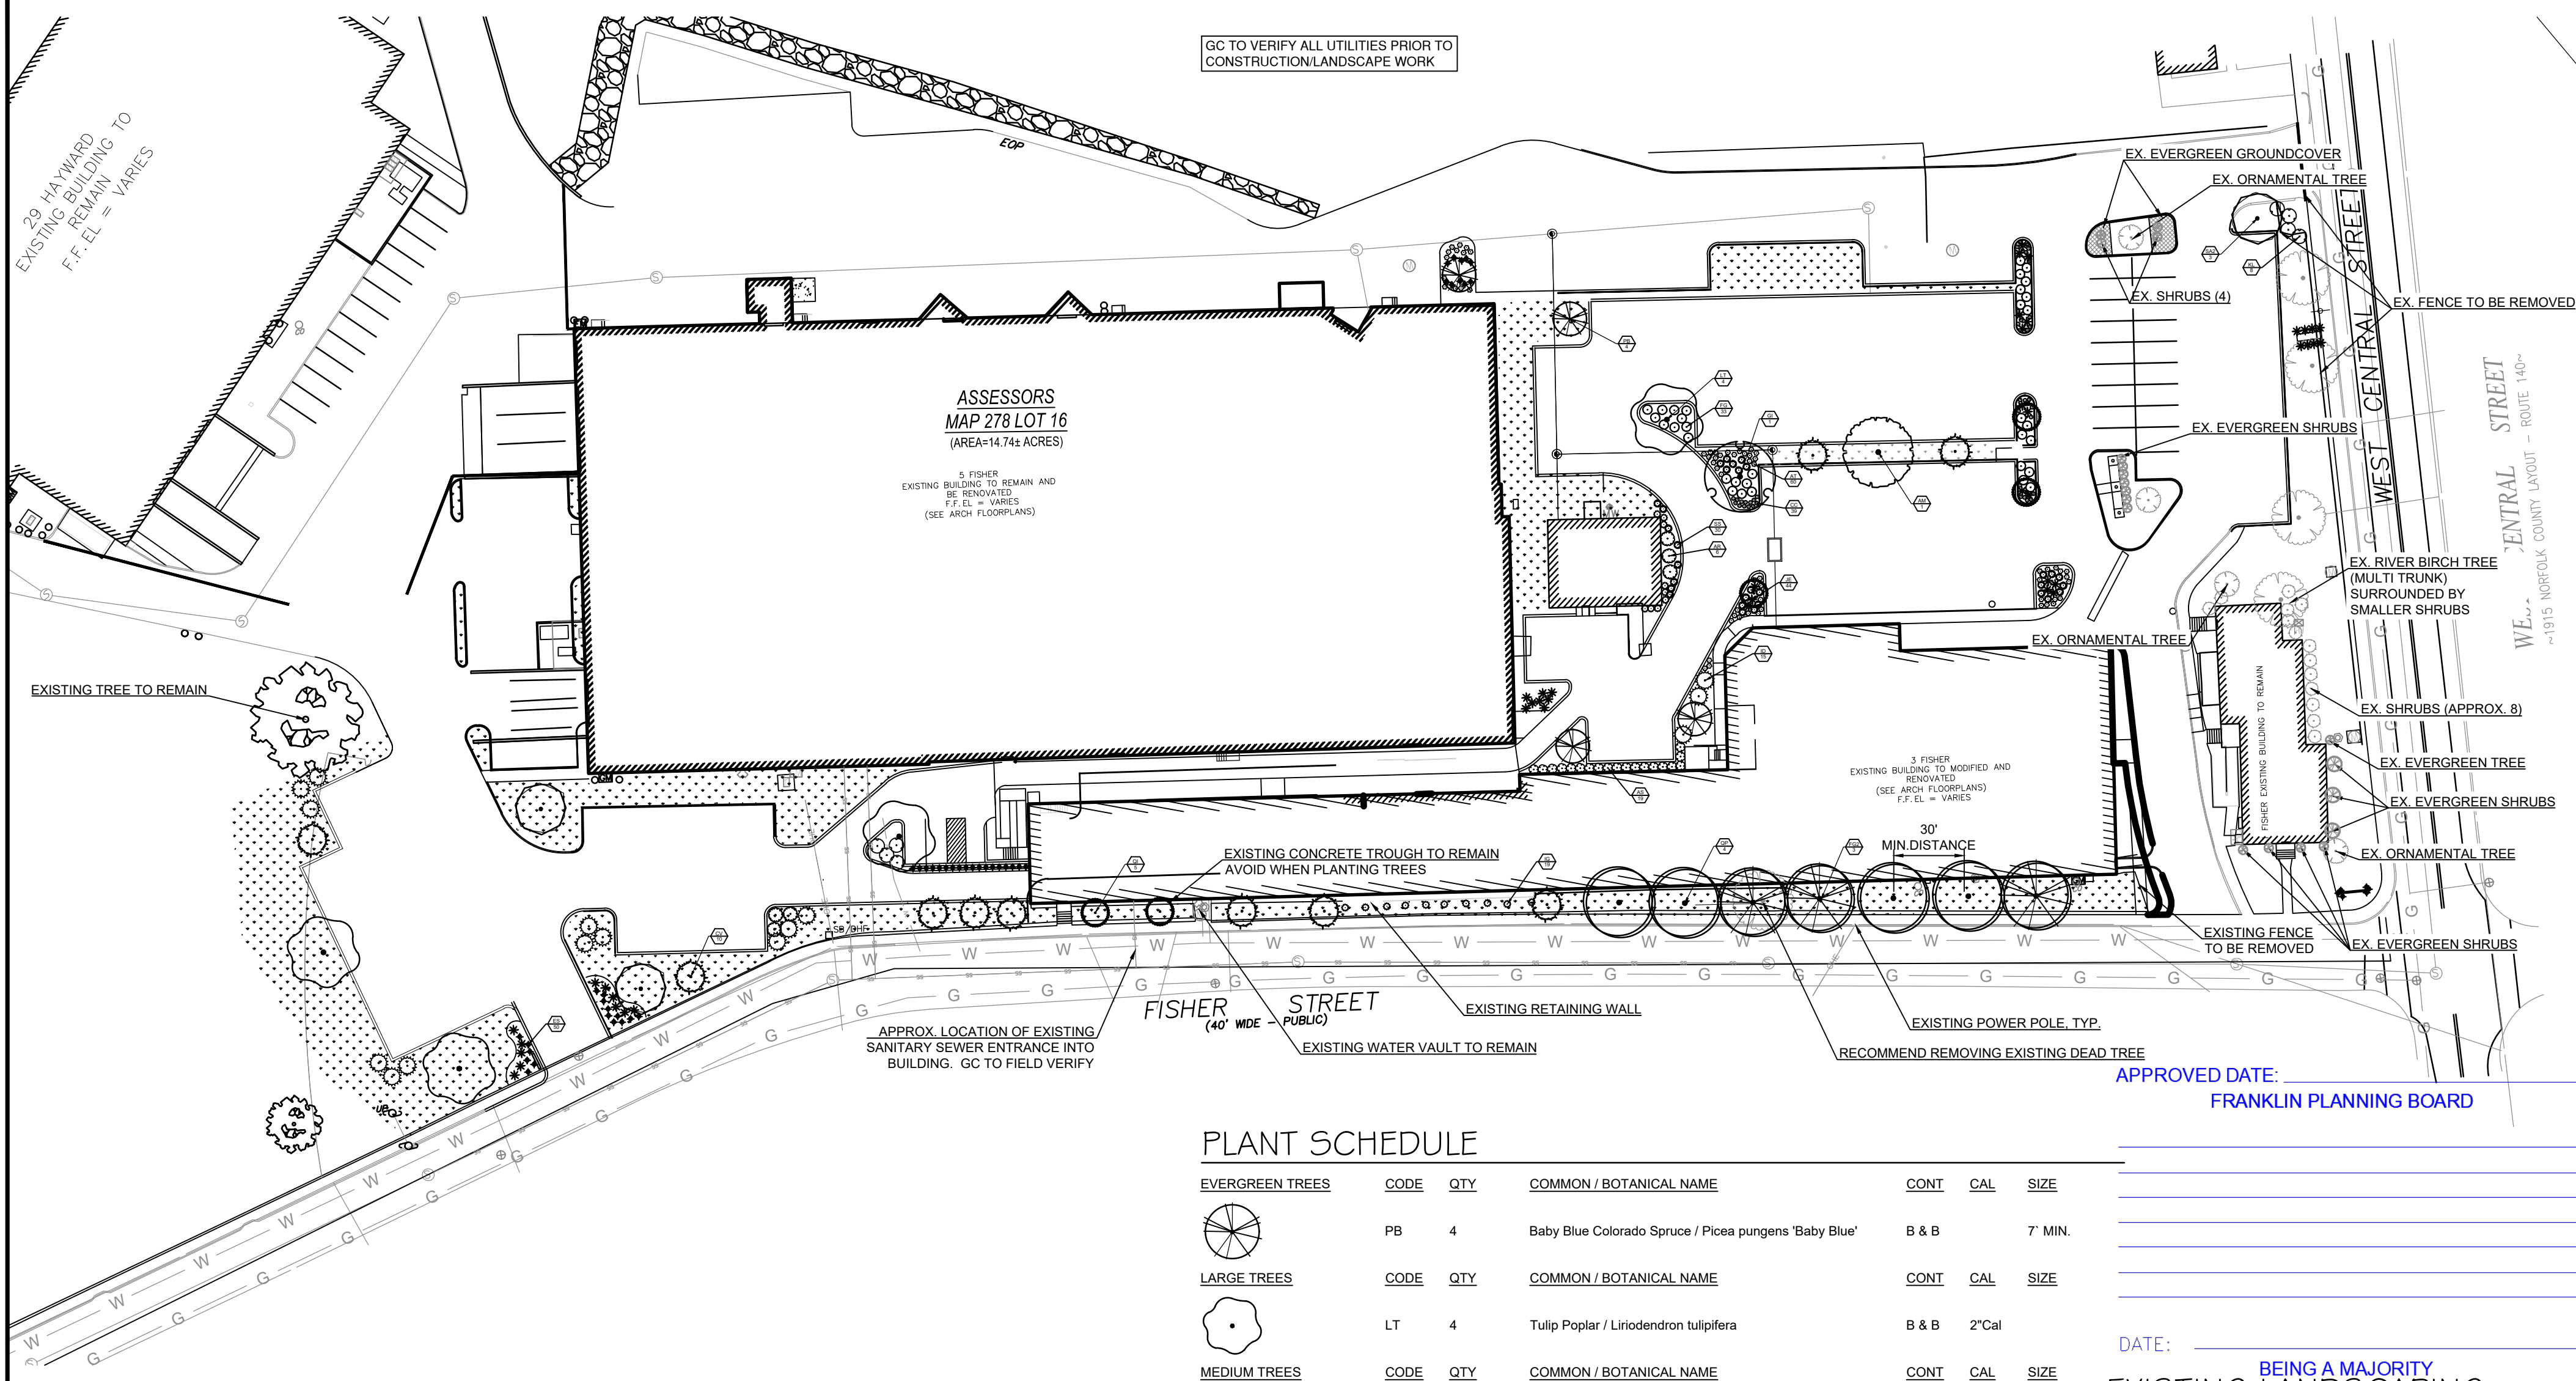 GC TO VERIFY ALL UTILITIES PRIOR TO
CONSTRUCTION/LANDSCAPE WORK
29 HAYWARD
EXISTING BUILDING TO
REMAIN
F.F. EL = VARIES
EOP
EX. EVERGREEN GROUNDCOVER
EX. ORNAMENTAL TREE
EX. SHRUBS (4)
EX. FENCE TO BE REMOVED
WEST CENTRAL STREET
STREET
~1915 NORFOLK COUNTY LAYOUT - ROUTE 140~
ASSESSORS
MAP 278 LOT 16
(AREA=14.74± ACRES)
5 FISHER
EXISTING BUILDING TO REMAIN AND
BE RENOVATED
F.F. EL = VARIES
(SEE ARCH FLOORPLANS)
EX. EVERGREEN SHRUBS
EX. RIVER BIRCH TREE
(MULTI TRUNK)
SURROUNDED BY
SMALLER SHRUBS
EX. ORNAMENTAL TREE
EXISTING TREE TO REMAIN
FISHER EXISTING BUILDING TO REMAIN
EX. SHRUBS (APPROX. 8)
EX. EVERGREEN TREE
EX. EVERGREEN SHRUBS
EX. ORNAMENTAL TREE
3 FISHER
EXISTING BUILDING TO MODIFIED AND
RENOVATED
(SEE ARCH FLOORPLANS)
F.F. EL = VARIES
30'
MIN.DISTANCE
EXISTING CONCRETE TROUGH TO REMAIN
AVOID WHEN PLANTING TREES
EXISTING FENCE
TO BE REMOVED
EX. EVERGREEN SHRUBS
FISHER STREET
(40' WIDE - PUBLIC)
EXISTING RETAINING WALL
EXISTING POWER POLE, TYP.
APPROX. LOCATION OF EXISTING
SANITARY SEWER ENTRANCE INTO
BUILDING. GC TO FIELD VERIFY
EXISTING WATER VAULT TO REMAIN
RECOMMEND REMOVING EXISTING DEAD TREE
APPROVED DATE:
FRANKLIN PLANNING BOARD
PLANT SCHEDULE
EVERGREEN TREES CODE QTY COMMON / BOTANICAL NAME CONT CAL SIZE
PB 4 Baby Blue Colorado Spruce / Picea pungens 'Baby Blue' B & B 7` MIN.
LARGE TREES CODE QTY COMMON / BOTANICAL NAME CONT CAL SIZE
LT 4 Tulip Poplar / Liriodendron tulipifera B & B 2"Cal
MEDIUM TREES CODE QTY COMMON / BOTANICAL NAME CONT CAL SIZE
DATE:
BEING A MAJORITY